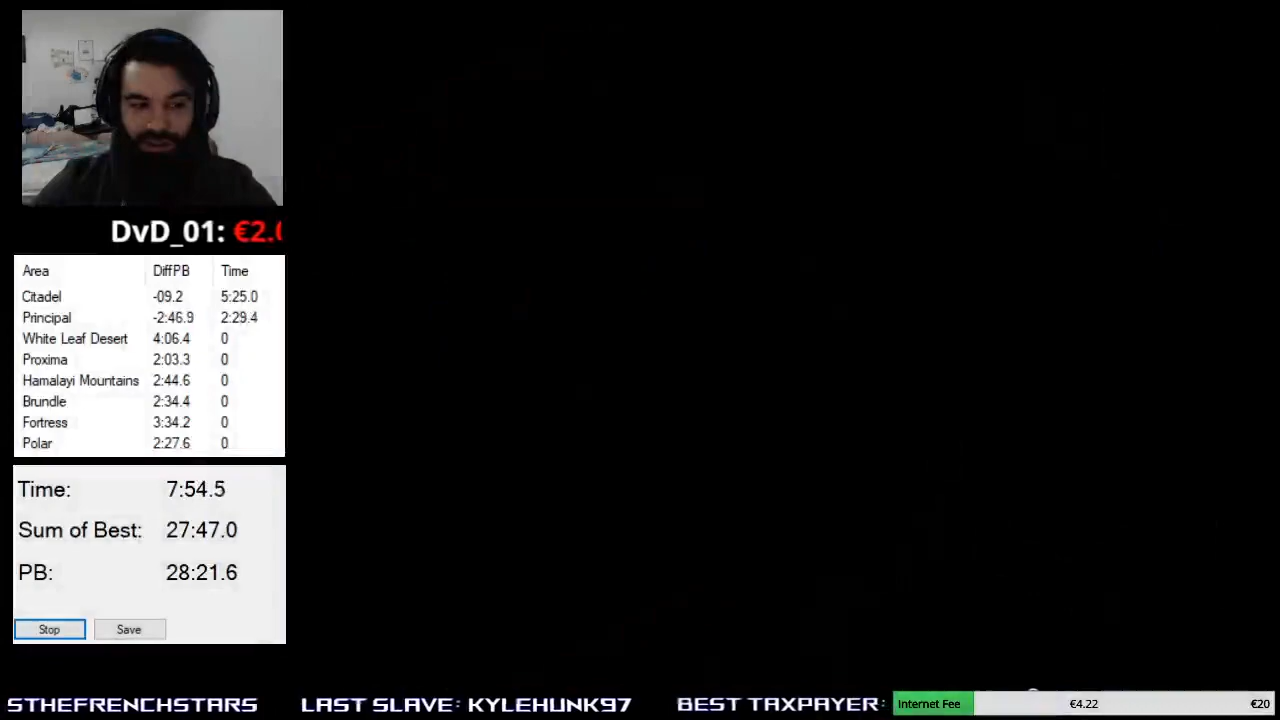 DvD_01: €2.0
Area DiffPB Time
Citadel -09.2 5:25.0
Principal -2:46.9 2:29.4
White Leaf Desert 4:06.4 0
Proxima 2:03.3 0
Hamalayi Mountains 2:44.6 0
Brundle 2:34.4 0
Fortress 3:34.2 0
Polar 2:27.6 0
Time: 7:54.5
Sum of Best: 27:47.0
PB: 28:21.6
Stop Save
STHEFRENCHSTARS LAST SLAVE: KYLEHUNK97 BEST TAXPAYER: Internet Fee €4.22 €20